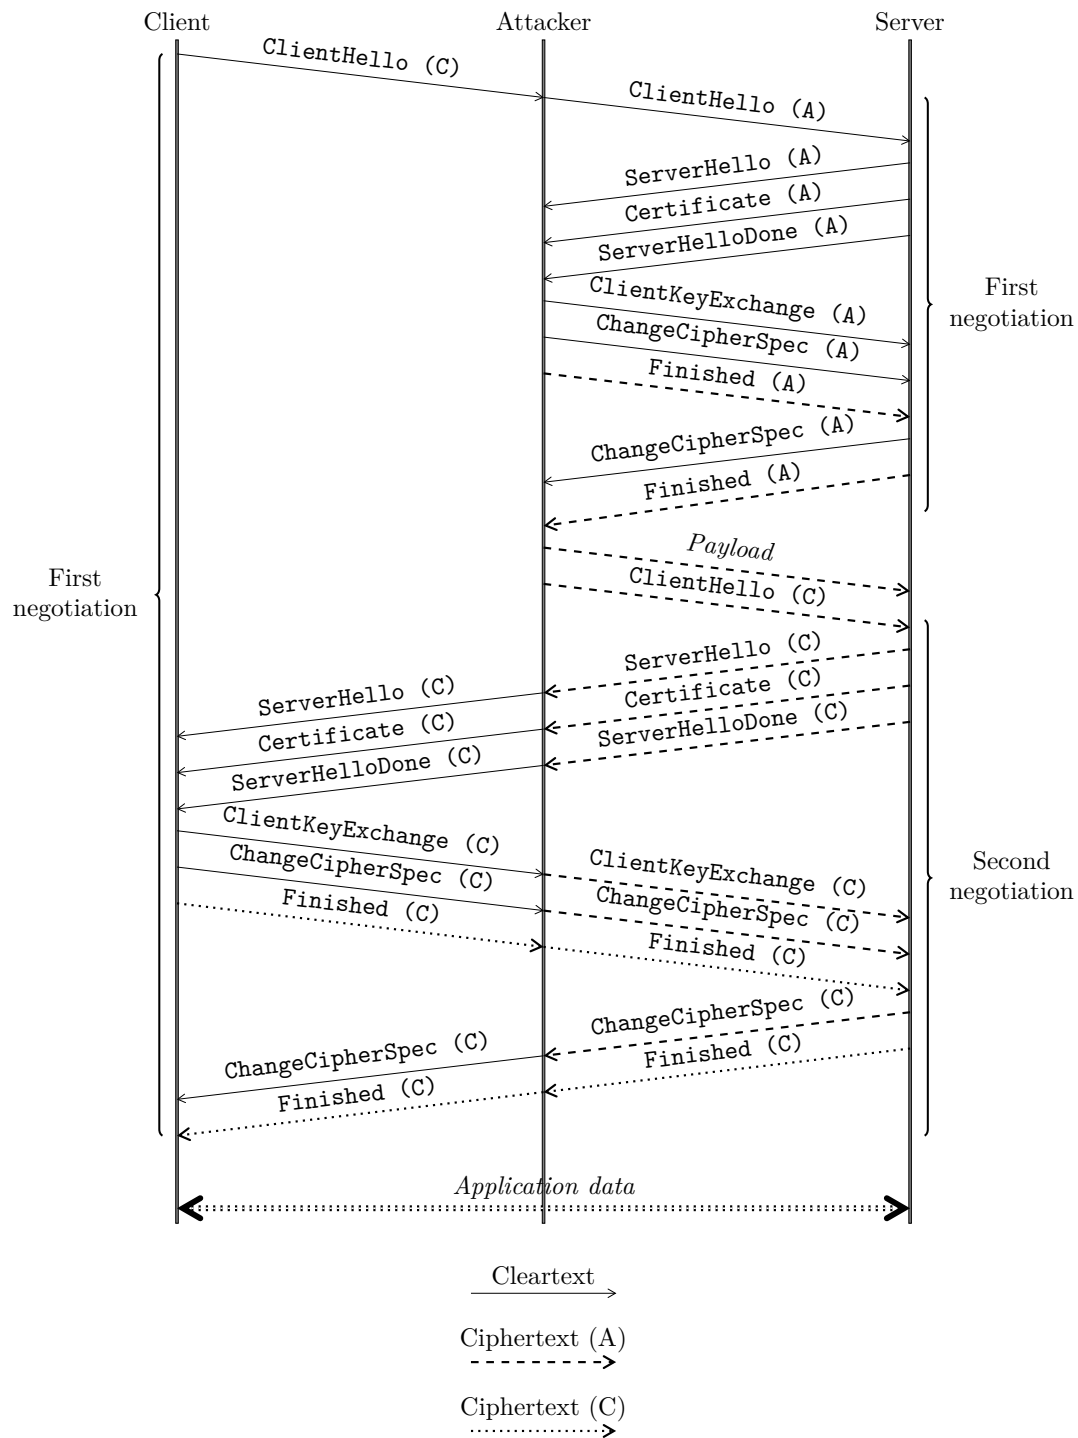 Client
Attacker
Server
ClientHello (C)
ClientHello (A)
ServerHello (A)
Certificate (A)
ServerHelloDone (A)
ClientKeyExchange (A)
ChangeCipherSpec (A)
Finished (A)
ChangeCipherSpec (A)
Finished (A)
First
negotiation
Payload
ClientHello (C)
First
negotiation
ServerHello (C)
Certificate (C)
ServerHelloDone (C)
ServerHello (C)
Certificate (C)
ServerHelloDone (C)
ClientKeyExchange (C)
ChangeCipherSpec (C)
Finished (C)
ClientKeyExchange (C)
ChangeCipherSpec (C)
Finished (C)
Second
negotiation
ChangeCipherSpec (C)
Finished (C)
ChangeCipherSpec (C)
Finished (C)
Application data
Cleartext
Ciphertext (A)
Ciphertext (C)